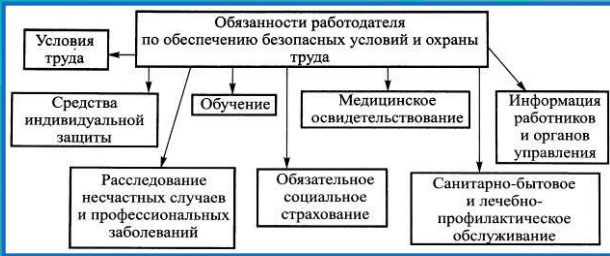 Обязанности работодателя
по обеспечению безопасных условий и охраны
труда
Условия
труда
Средства
индивидуальной
защиты
Обучение
Медицинское
освидетельствование
Информация
работников
и органов
управления
Расследование
несчастных случаев
и профессиональных
заболеваний
Обязательное
социальное
страхование
Санитарно-бытовое
и лечебно-
профилактическое
обслуживание